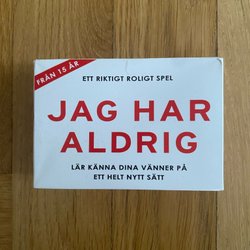 FRÅN 15 ÅR
ETT RIKTIGT ROLIGT SPEL
JAG HAR
ALDRIG
LÄR KÄNNA DINA VÄNNER PÅ
ETT HELT NYTT SÄTT